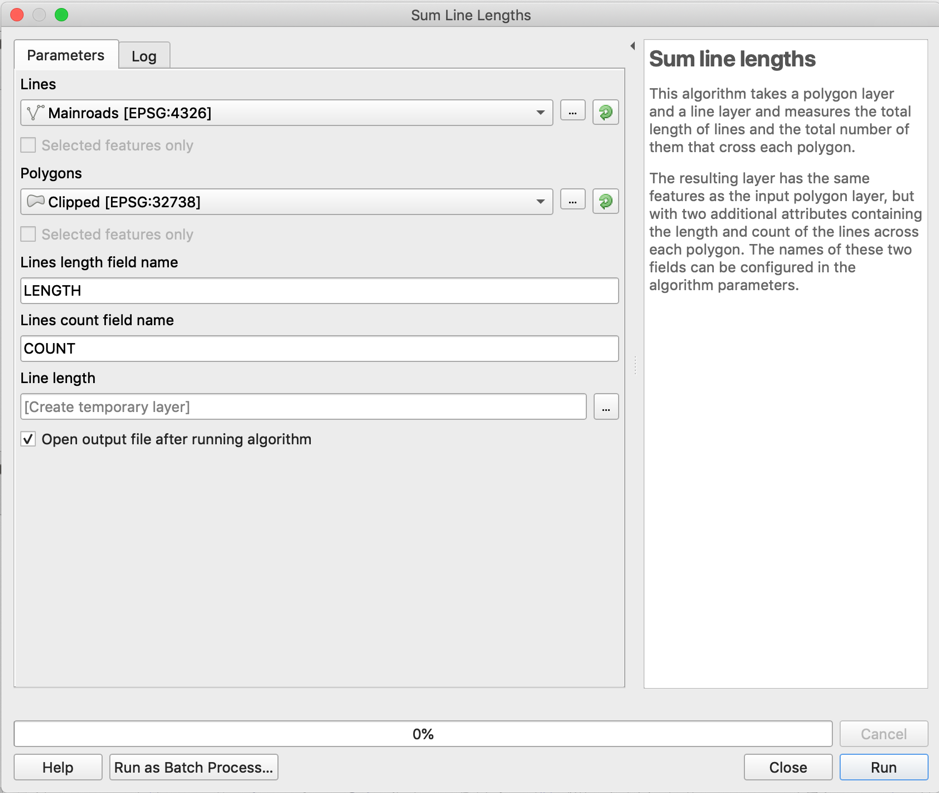 Sum Line Lengths
Parameters
Log
Lines
Mainroads [EPSG:4326]
...
Selected features only
Polygons
Clipped [EPSG:32738]
...
Selected features only
Lines length field name
LENGTH
Lines count field name
COUNT
Line length
[Create temporary layer]
...
Open output file after running algorithm
Sum line lengths
This algorithm takes a polygon layer
and a line layer and measures the total
length of lines and the total number of
them that cross each polygon.
The resulting layer has the same
features as the input polygon layer, but
with two additional attributes containing
the length and count of the lines across
each polygon. The names of these two
fields can be configured in the
algorithm parameters.
0%
Cancel
Help
Run as Batch Process...
Close
Run